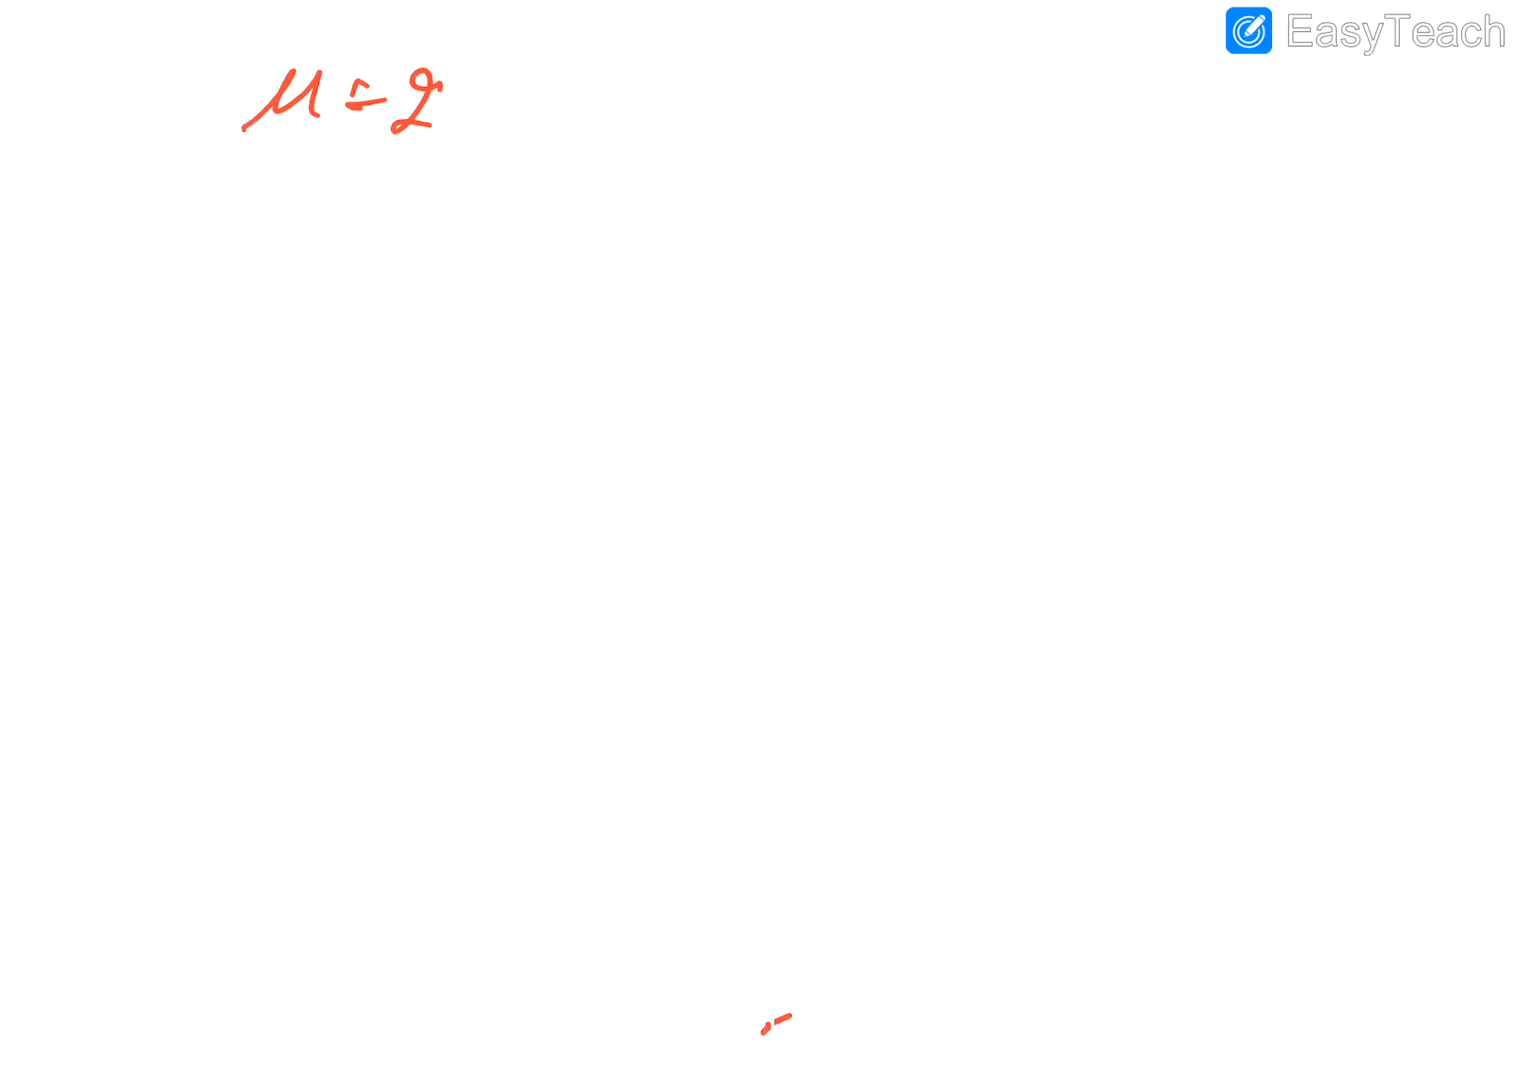 EasyTeach
μ = 2